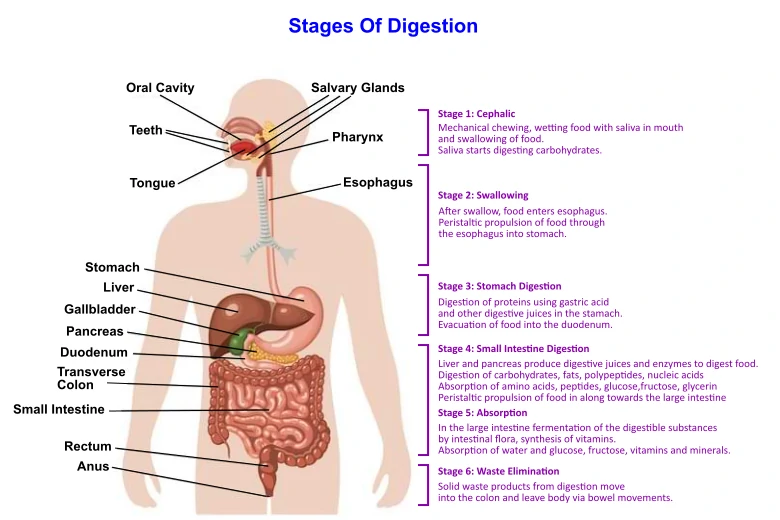 Stages Of Digestion
Oral Cavity
Salvary Glands
Teeth
Pharynx
Tongue
Esophagus
Stomach
Liver
Gallbladder
Pancreas
Duodenum
Transverse
Colon
Small Intestine
Rectum
Anus
Stage 1: Cephalic
Mechanical chewing, wetting food with saliva in mouth
and swallowing of food.
Saliva starts digesting carbohydrates.
Stage 2: Swallowing
After swallow, food enters esophagus.
Peristaltic propulsion of food through
the esophagus into stomach.
Stage 3: Stomach Digestion
Digestion of proteins using gastric acid
and other digestive juices in the stamach.
Evacuation of food into the duodenum.
Stage 4: Small Intestine Digestion
Liver and pancreas produce digestive juices and enzymes to digest food.
Digestion of carbohydrates, fats, polypeptides, nucleic acids
Absorption of amino acids, peptides, glucose,fructose, glycerin
Peristaltic propulsion of food in along towards the large intestine
Stage 5: Absorption
In the large intestine fermentation of the digestible substances
by intestinal flora, synthesis of vitamins.
Absorption of water and glucose, fructose, vitamins and minerals.
Stage 6: Waste Elimination
Solid waste products from digestion move
into the colon and leave body via bowel movements.